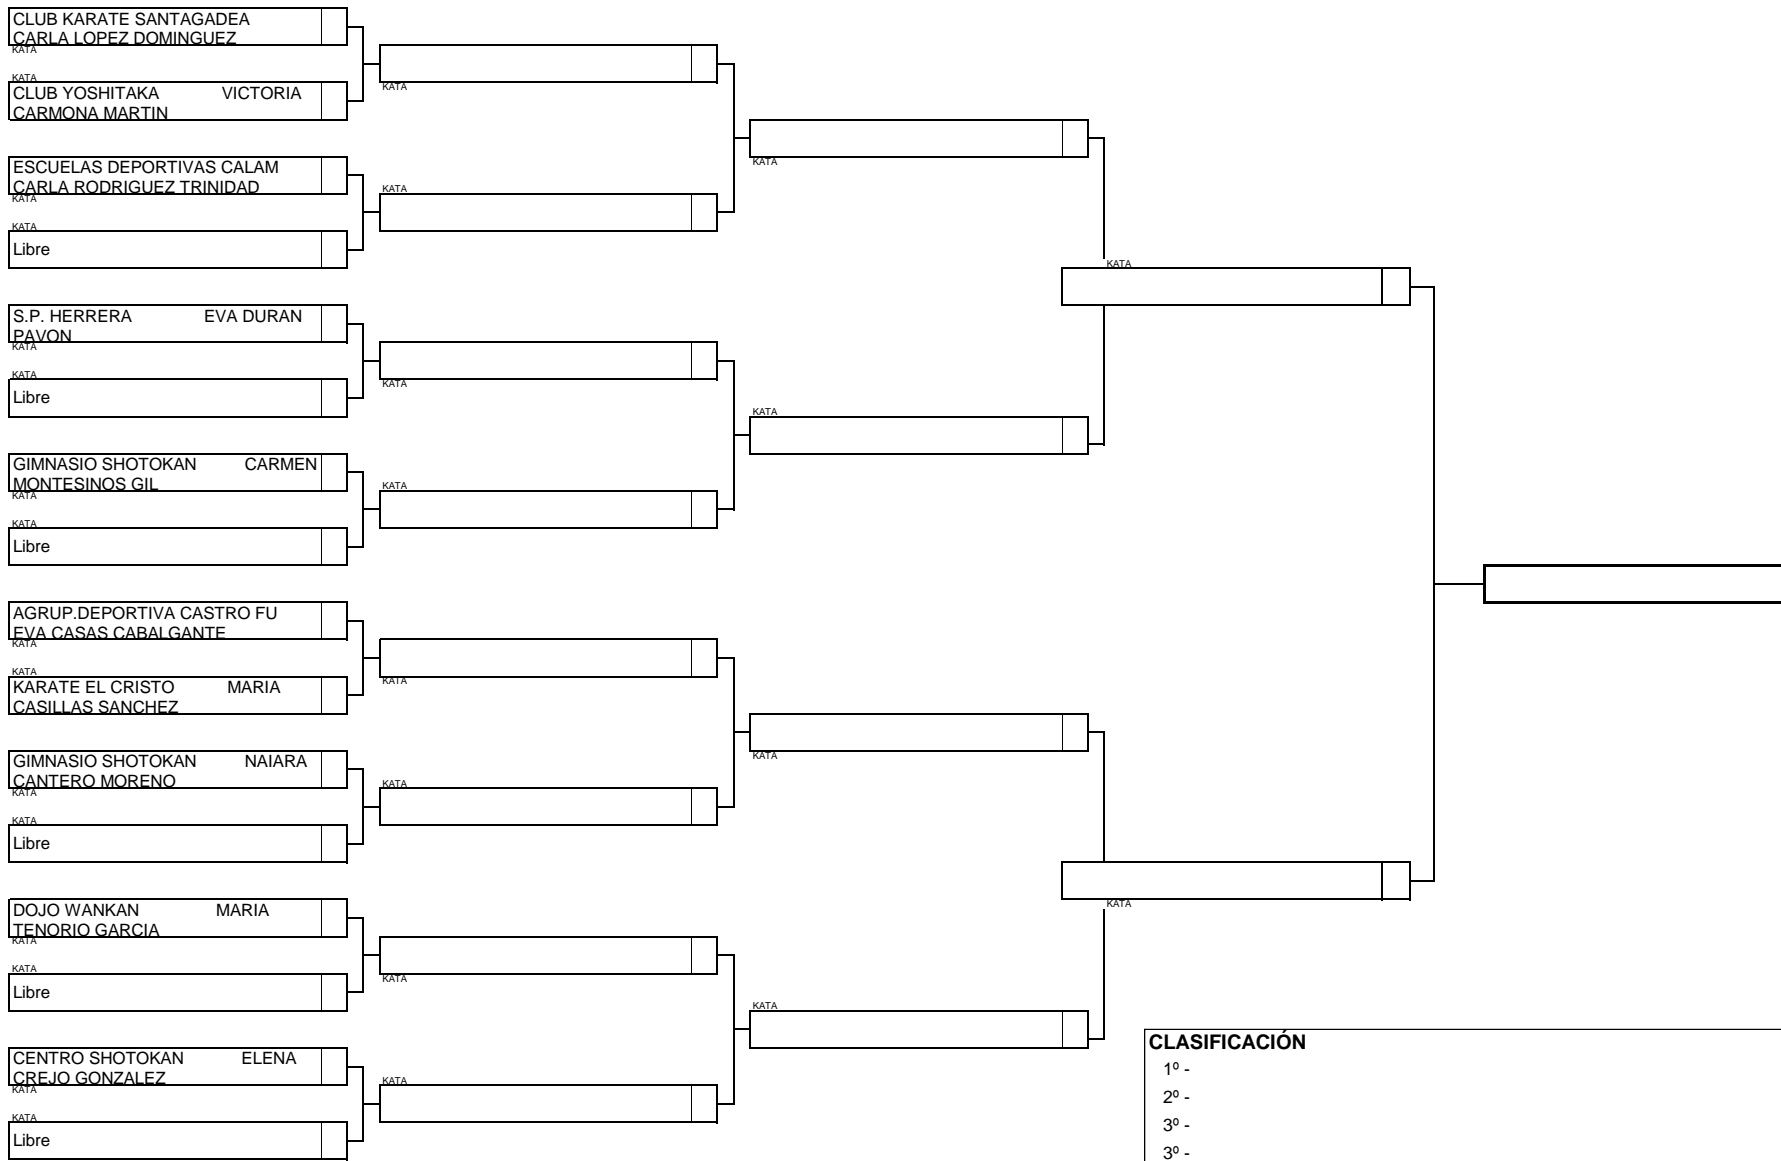 CLUB KARATE SANTAGADEA
CARLA LOPEZ DOMINGUEZ
KATA
KATA
CLUB YOSHITAKA VICTORIA
CARMONA MARTIN
ESCUELAS DEPORTIVAS CALAM
CARLA RODRIGUEZ TRINIDAD
KATA
KATA
Libre
S.P. HERRERA EVA DURAN
PAVON
KATA
KATA
Libre
GIMNASIO SHOTOKAN CARMEN
MONTESINOS GIL
KATA
KATA
Libre
AGRUP.DEPORTIVA CASTRO FU
EVA CASAS CABALGANTE
KATA
KATA
KARATE EL CRISTO MARIA
CASILLAS SANCHEZ
GIMNASIO SHOTOKAN NAIARA
CANTERO MORENO
KATA
KATA
Libre
DOJO WANKAN MARIA
TENORIO GARCIA
KATA
KATA
Libre
CENTRO SHOTOKAN ELENA
CREJO GONZALEZ
KATA
KATA
Libre
KATA
KATA
KATA
KATA
KATA
KATA
KATA
KATA
KATA
KATA
KATA
KATA
KATA
KATA
CLASIFICACIÓN
1º -
2º -
3º -
3º -